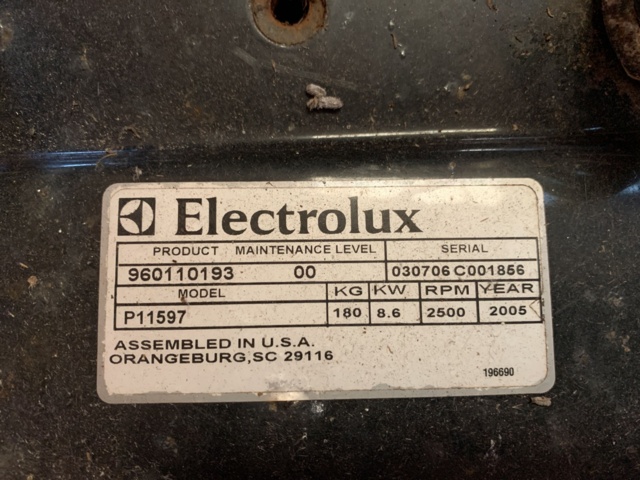 Electrolux
PRODUCT MAINTENANCE LEVEL SERIAL
960110193 00 030706 C001856
MODEL KG KW RPM YEAR
P11597 180 8.6 2500 2005
ASSEMBLED IN U.S.A.
ORANGEBURG,SC 29116
196690